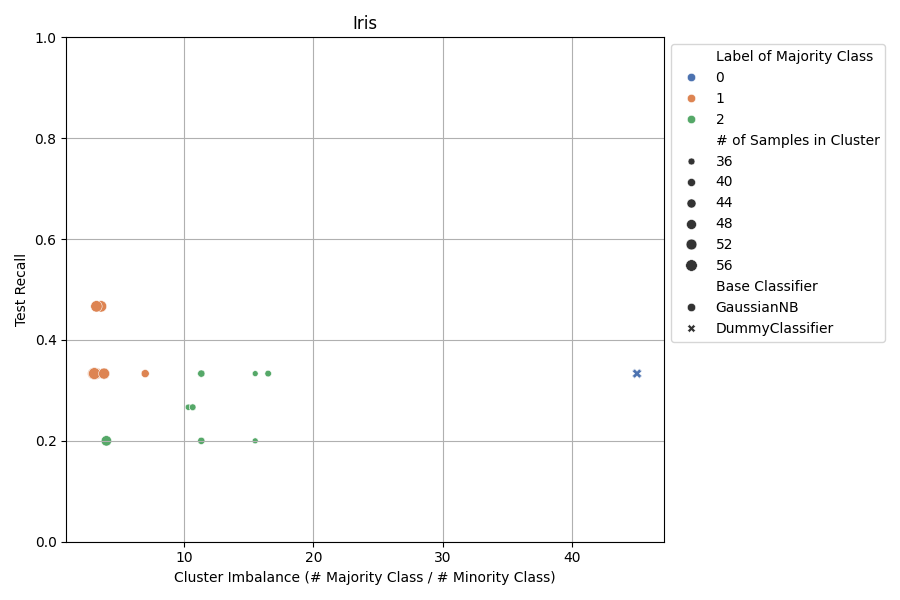 Iris
1.0
0.8
0.6
0.4
0.2
0.0
Test Recall
10
20
30
40
Cluster Imbalance (# Majority Class / # Minority Class)
Label of Majority Class
0
1
2
# of Samples in Cluster
36
40
44
48
52
56
Base Classifier
GaussianNB
DummyClassifier